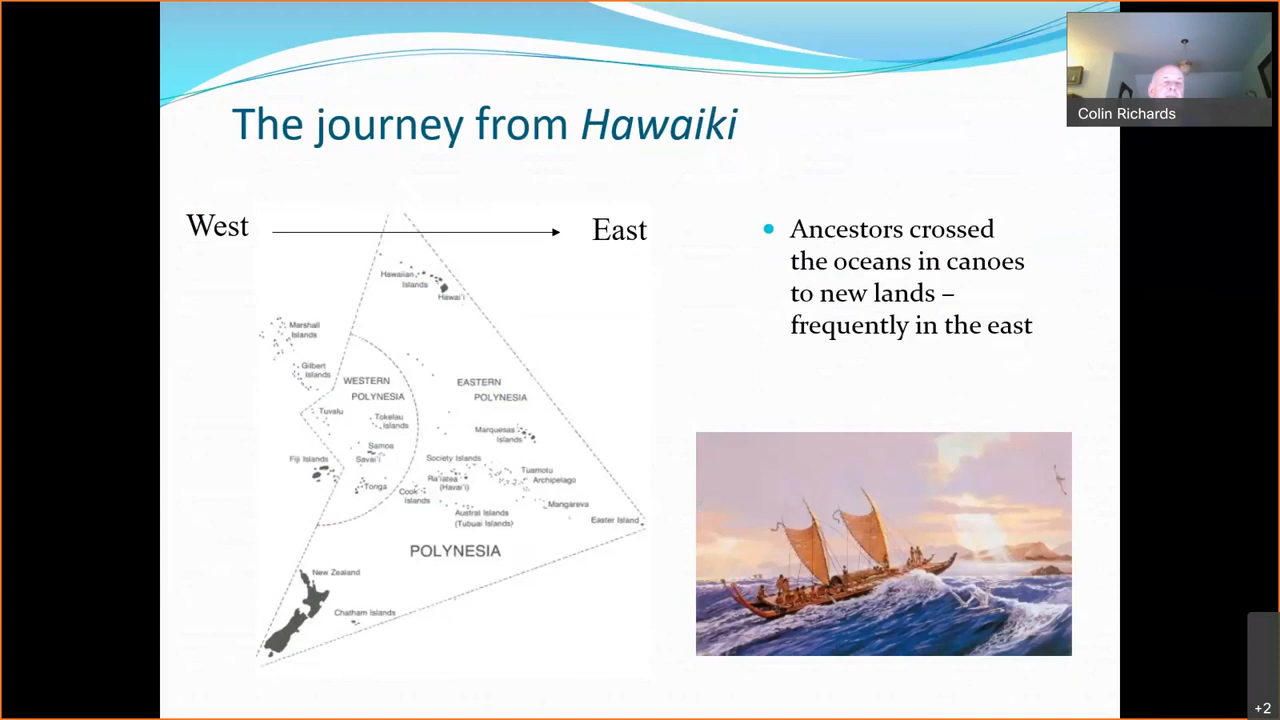 Colin Richards
The journey from Hawaiki
West
East
Ancestors crossed
the oceans in canoes
to new lands –
frequently in the east
Hawaiian
Islands
Hawai'i
Marshall
Islands
Gilbert
Islands
WESTERN
POLYNESIA
EASTERN
POLYNESIA
Tuvalu
Tokelau
Islands
Marquesas
Islands
Samoa
Savai'i
Fiji Islands
Society Islands
Ra'iatea
(Havai'i)
Tuamotu
Archipelago
Tonga
Cook
Islands
Mangareva
Austral Islands
(Tubuai Islands)
Easter Island
POLYNESIA
New Zealand
Chatham Islands
+2